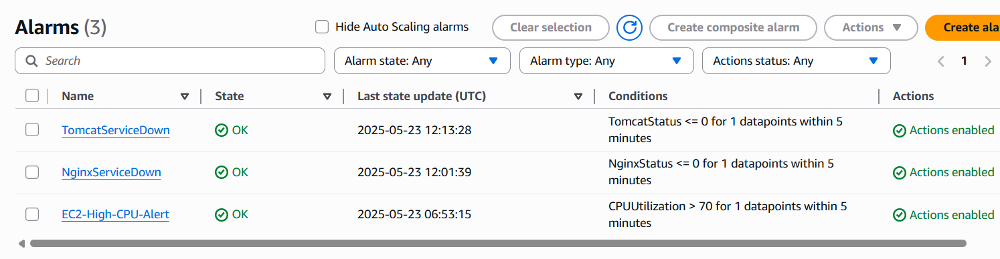 Alarms (3)
Hide Auto Scaling alarms
Clear selection
Create composite alarm
Actions
Create ala
Search
Alarm state: Any
Alarm type: Any
Actions status: Any
1
Name
State
Last state update (UTC)
Conditions
Actions
TomcatServiceDown
OK
2025-05-23 12:13:28
TomcatStatus <= 0 for 1 datapoints within 5
minutes
Actions enabled
NginxServiceDown
OK
2025-05-23 12:01:39
NginxStatus <= 0 for 1 datapoints within 5
minutes
Actions enabled
EC2-High-CPU-Alert
OK
2025-05-23 06:53:15
CPUUtilization > 70 for 1 datapoints within 5
minutes
Actions enabled